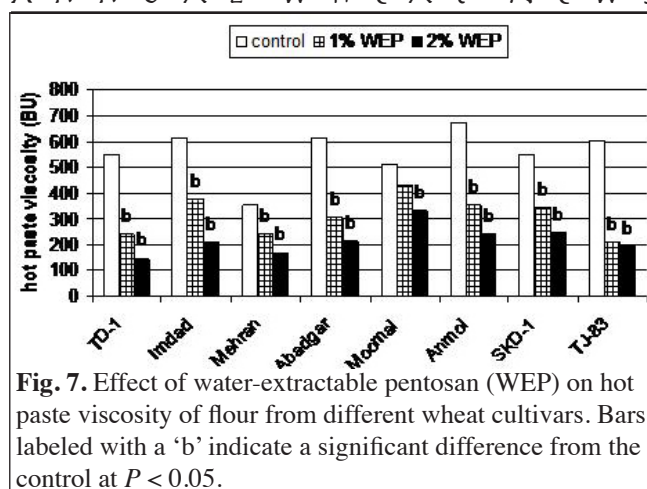 control 1% WEP 2% WEP
hot paste viscosity (BU)
800
700
600
500
400
300
200
100
0
b b b b b b b b b b b b b b b
TD-1 Imdad Mehran Abadgar Moomal Anmol SKD-1 TJ-83
Fig. 7. Effect of water-extractable pentosan (WEP) on hot
paste viscosity of flour from different wheat cultivars. Bars
labeled with a ‘b’ indicate a significant difference from the
control at P < 0.05.